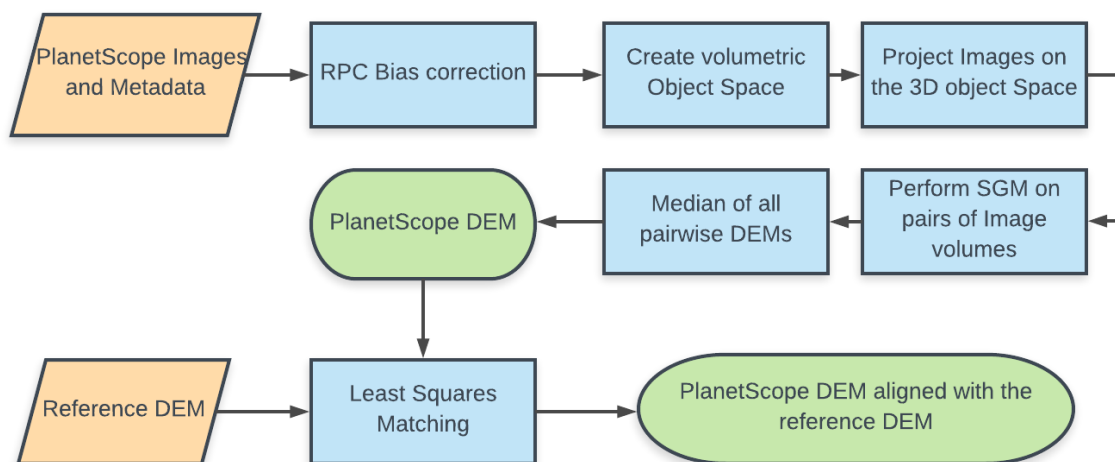 PlanetScope Images
and Metadata
RPC Bias correction
Create volumetric
Object Space
Project Images on
the 3D object Space
PlanetScope DEM
Median of all
pairwise DEMs
Perform SGM on
pairs of Image
volumes
Reference DEM
Least Squares
Matching
PlanetScope DEM aligned with the
reference DEM